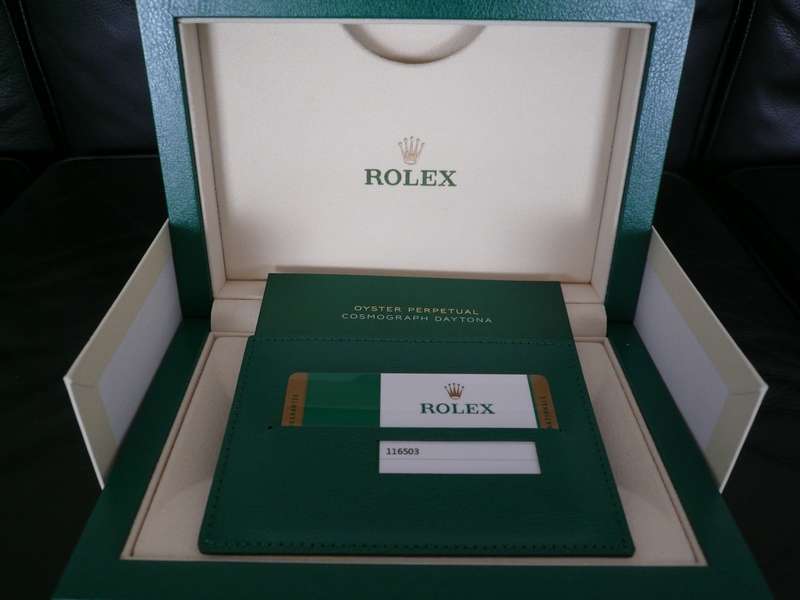 ROLEX
OYSTER PERPETUAL
COSMOGRAPH DAYTONA
ROLEX
116503